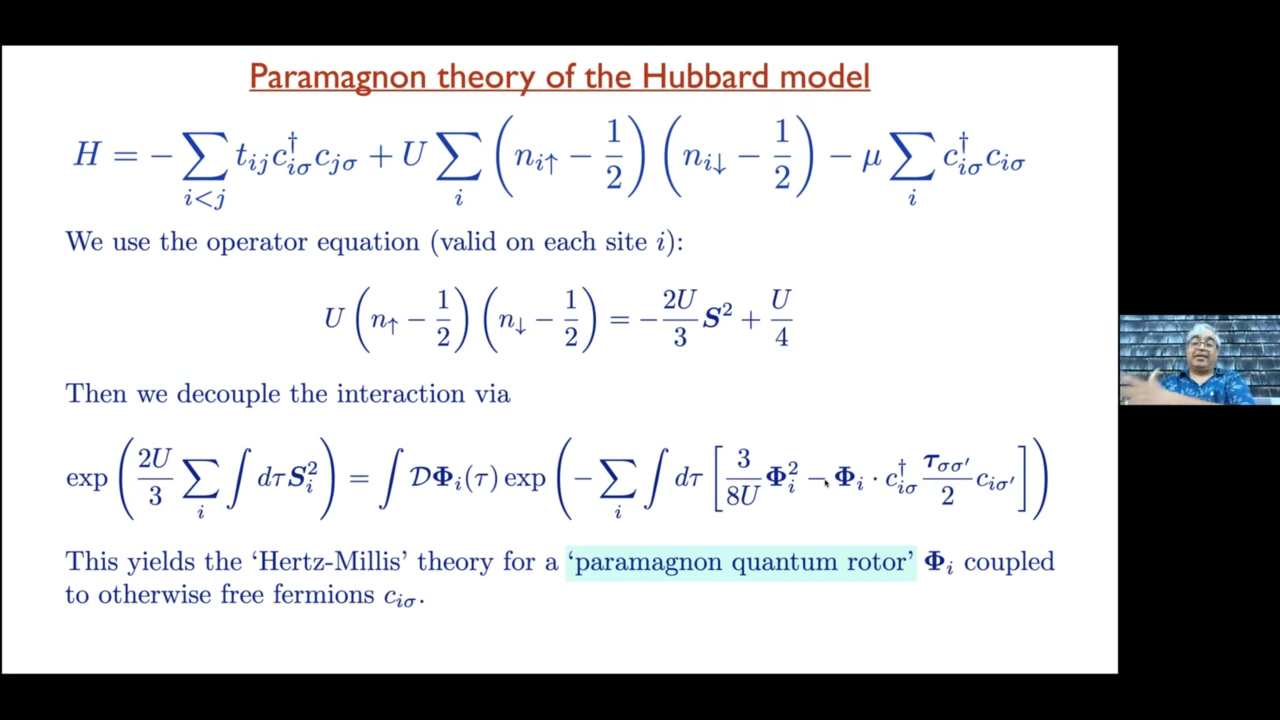 Paramagnon theory of the Hubbard model
H = − ∑_{i<j} t_{ij} c†_{iσ} c_{jσ} + U ∑_i (n_{i↑} − 1/2) (n_{i↓} − 1/2) − μ ∑_i c†_{iσ} c_{iσ}
We use the operator equation (valid on each site i):
U (n_↑ − 1/2) (n_↓ − 1/2) = − 2U/3 S² + U/4
Then we decouple the interaction via
exp ( 2U/3 ∑_i ∫ dτ S_i² ) = ∫ 𝒟Φ_i(τ) exp ( − ∑_i ∫ dτ [ 3/8U Φ_i² − Φ_i · c†_{iσ} τ_{σσ′}/2 c_{iσ′} ] )
This yields the ‘Hertz-Millis’ theory for a ‘paramagnon quantum rotor’ Φ_i coupled
to otherwise free fermions c_{iσ}.